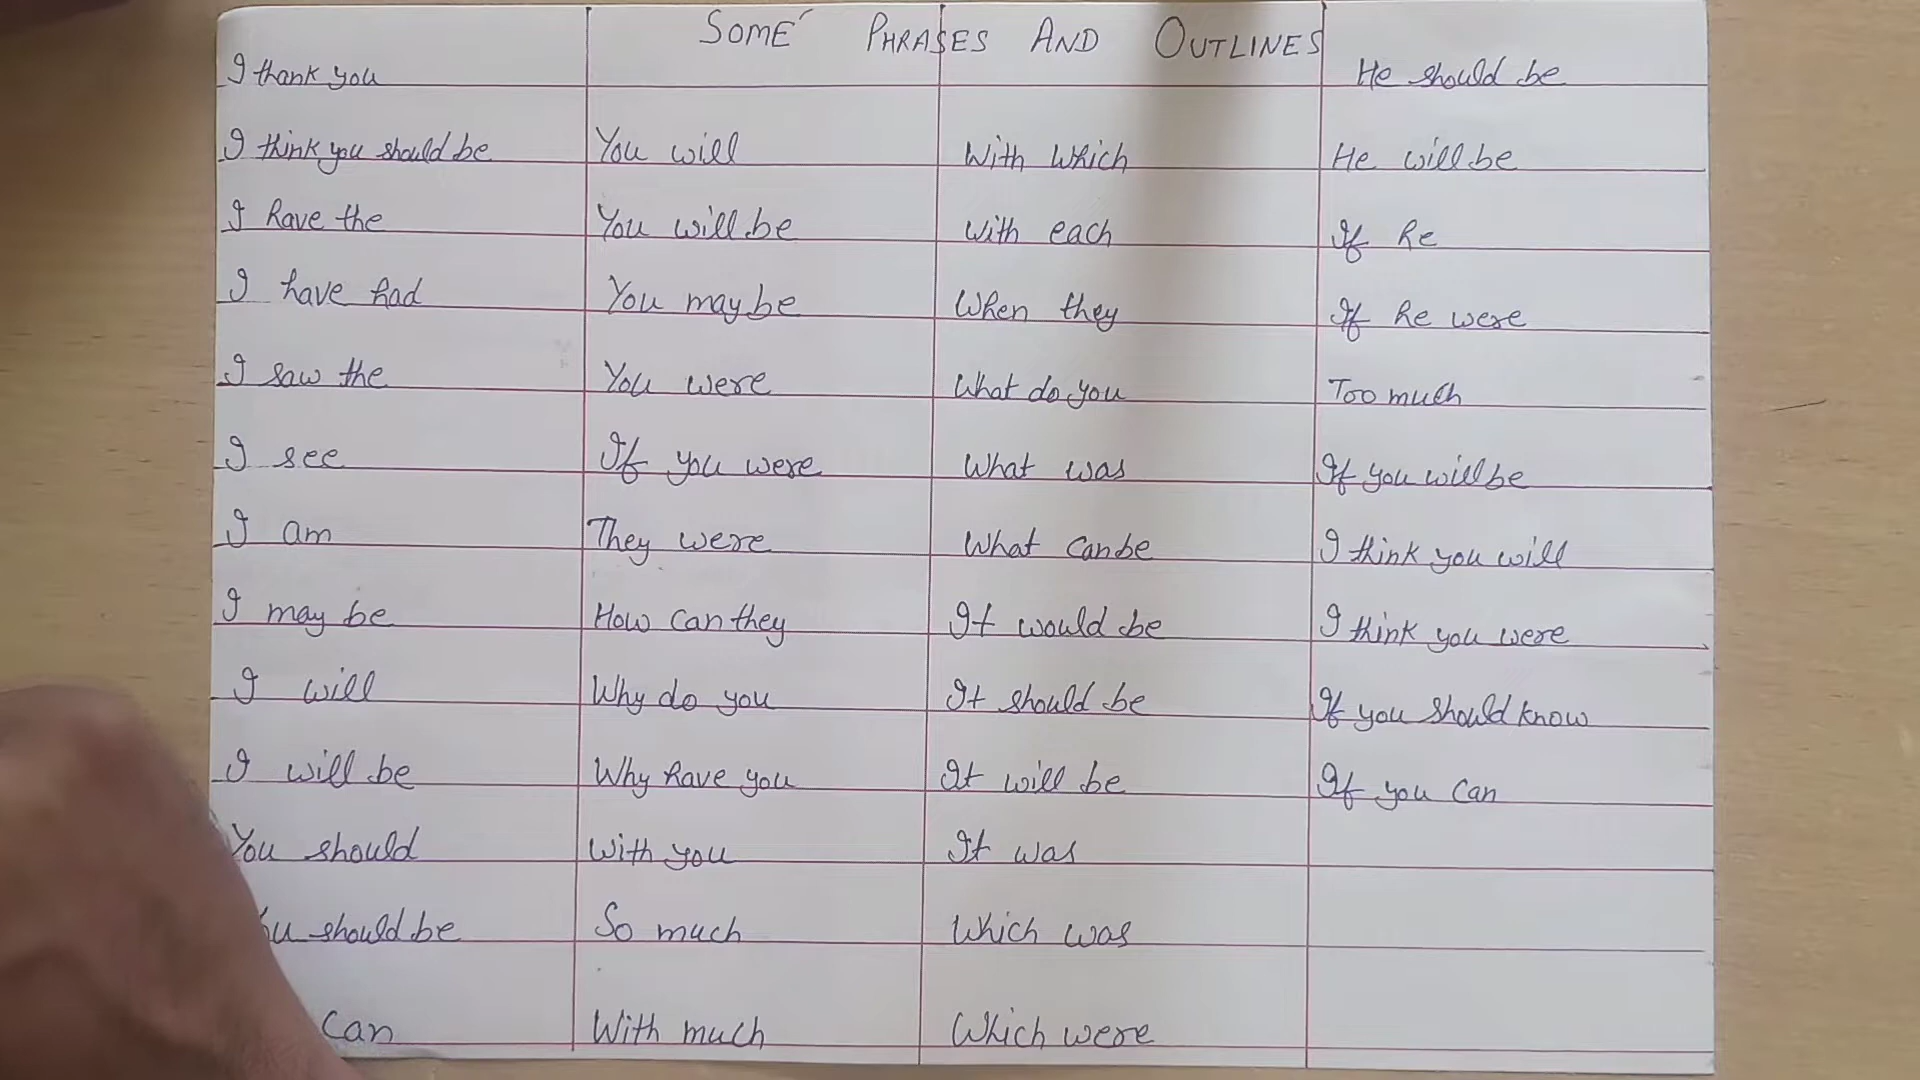 SOME PHRASES AND OUTLINES
I thank you
I think you should be
I have the
I have had
I saw the
I see
I am
I may be
I will
I will be
You should
should be
Can
You will
You will be
You may be
You were
If you were
They were
How can they
Why do you
Why have you
With you
So much
With much
With which
With each
When they
What do you
What was
What can be
It would be
It should be
It will be
It was
Which was
Which were
He should be
He will be
If he
If he were
Too much
If you will be
I think you will
I think you were
If you should know
If you can